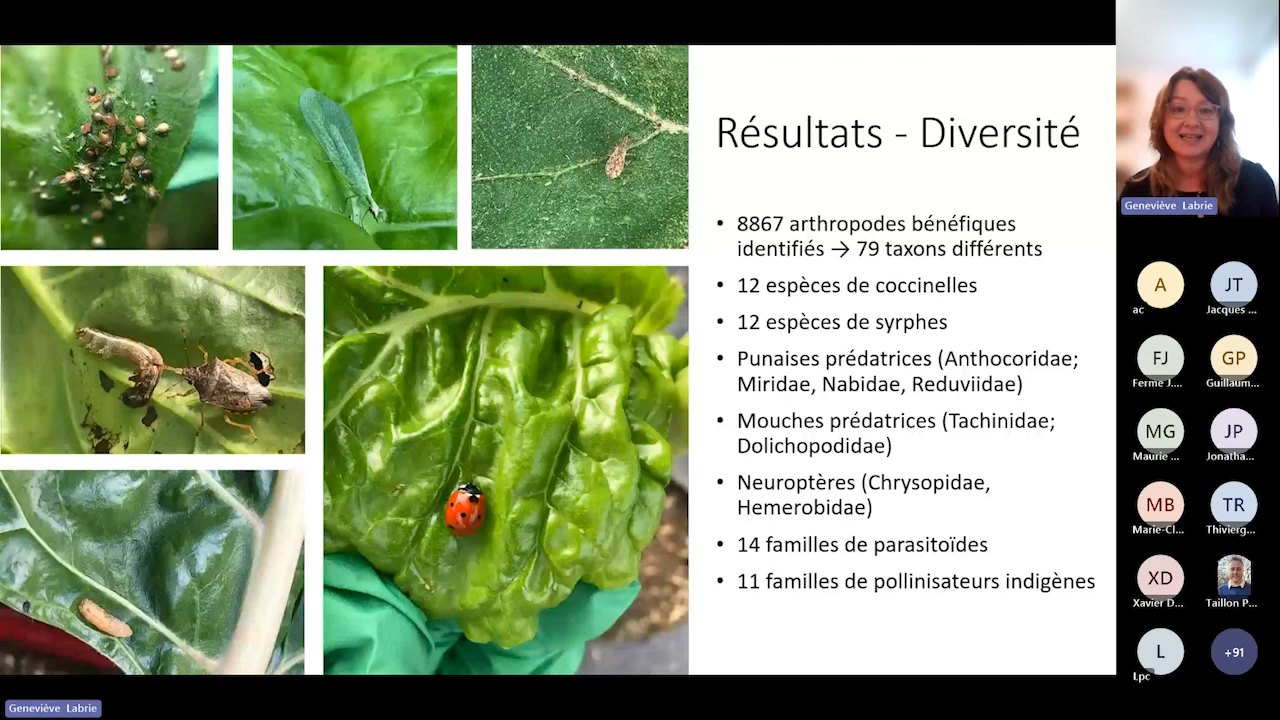 Résultats - Diversité
• 8867 arthropodes bénéfiques
identifiés → 79 taxons différents
• 12 espèces de coccinelles
• 12 espèces de syrphes
• Punaises prédatrices (Anthocoridae;
Miridae, Nabidae, Reduviidae)
• Mouches prédatrices (Tachinidae;
Dolichopodidae)
• Neuroptères (Chrysopidae,
Hemerobidae)
• 14 familles de parasitoïdes
• 11 familles de pollinisateurs indigènes
Geneviève Labrie
A
ac
JT
Jacques ...
FJ
Ferme J....
GP
Guillaum...
MG
Maurie ...
JP
Jonatha...
MB
Marie-Cl...
TR
Thivierg...
XD
Xavier D...
Taillon P...
L
Lpc
+91
Geneviève Labrie